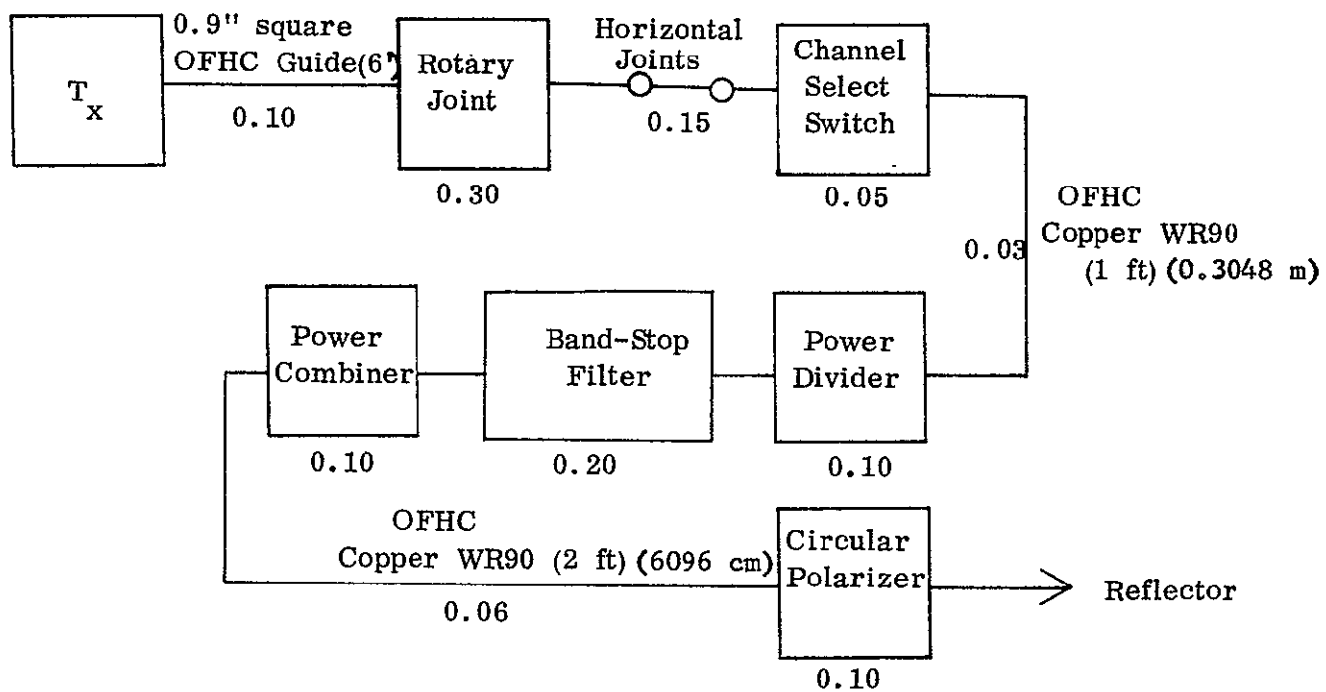 0.9" square
OFHC Guide(6')
T_x
0.10
Rotary
Joint
0.30
Horizontal
Joints
0.15
Channel
Select
Switch
0.05
OFHC
Copper WR90
(1 ft) (0.3048 m)
0.03
Power
Combiner
0.10
Band-Stop
Filter
0.20
Power
Divider
0.10
OFHC
Copper WR90 (2 ft) (6096 cm)
0.06
Circular
Polarizer
0.10
Reflector